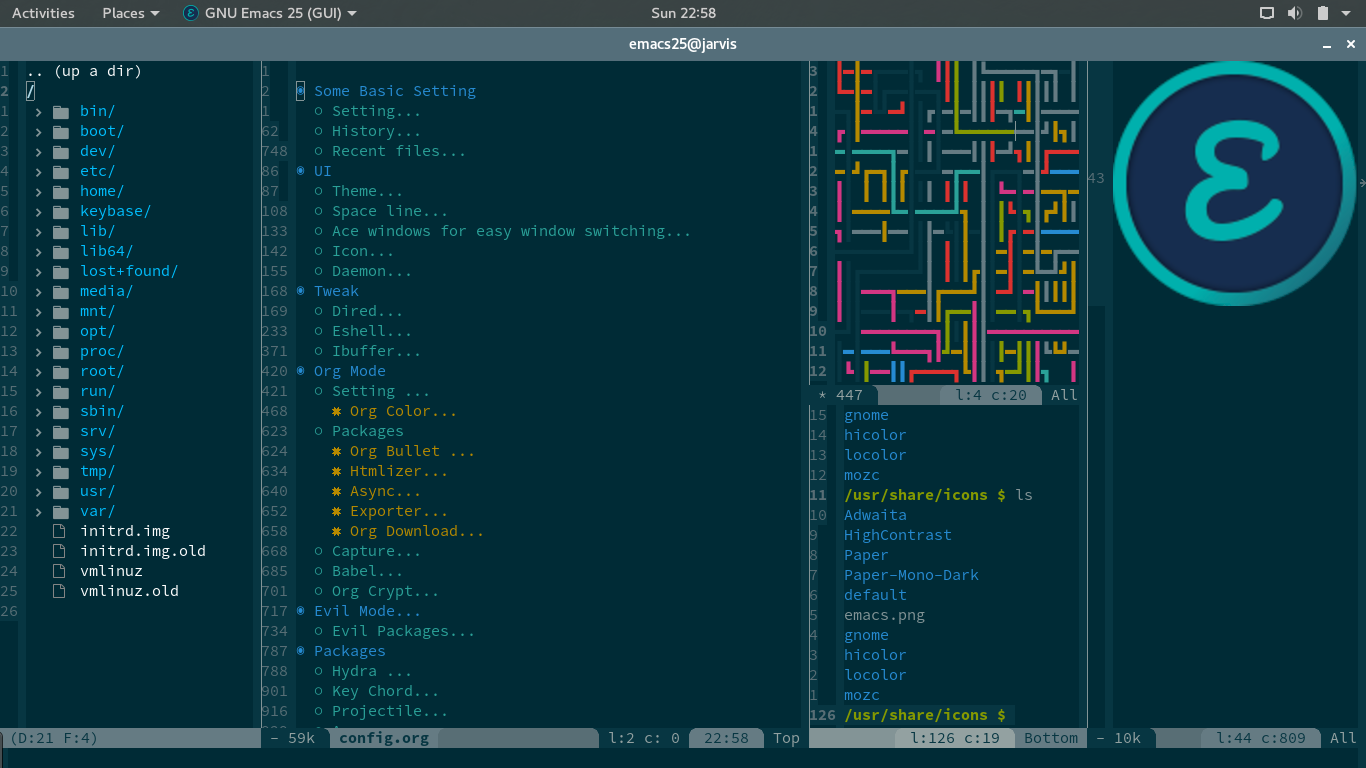 Activities Places GNU Emacs 25 (GUI) Sun 22:58
emacs25@jarvis
1 .. (up a dir)
2 /
1 bin/
2 boot/
3 dev/
4 etc/
5 home/
6 keybase/
7 lib/
8 lib64/
9 lost+found/
10 media/
11 mnt/
12 opt/
13 proc/
14 root/
15 run/
16 sbin/
17 srv/
18 sys/
19 tmp/
20 usr/
21 var/
22 initrd.img
23 initrd.img.old
24 vmlinuz
25 vmlinuz.old
26
(D:21 F:4)
1
2 Some Basic Setting
1 Setting...
62 History...
748 Recent files...
86 UI
87 Theme...
108 Space line...
133 Ace windows for easy window switching...
142 Icon...
155 Daemon...
168 Tweak
169 Dired...
233 Eshell...
371 Ibuffer...
420 Org Mode
421 Setting ...
468 Org Color...
623 Packages
624 Org Bullet ...
634 Htmlizer...
640 Async...
652 Exporter...
658 Org Download...
668 Capture...
685 Babel...
701 Org Crypt...
717 Evil Mode...
734 Evil Packages...
787 Packages
788 Hydra ...
901 Key Chord...
916 Projectile...
- 59k config.org l:2 c: 0 22:58 Top
3
2
1
4
1
2
3
4
5
6
7
8
9
10
11
12
* 447 l:4 c:20 All
15 gnome
14 hicolor
13 locolor
12 mozc
11 /usr/share/icons $ ls
10 Adwaita
9 HighContrast
8 Paper
7 Paper-Mono-Dark
6 default
5 emacs.png
4 gnome
3 hicolor
2 locolor
1 mozc
126 /usr/share/icons $
l:126 c:19 Bottom
43
- 10k l:44 c:809 All